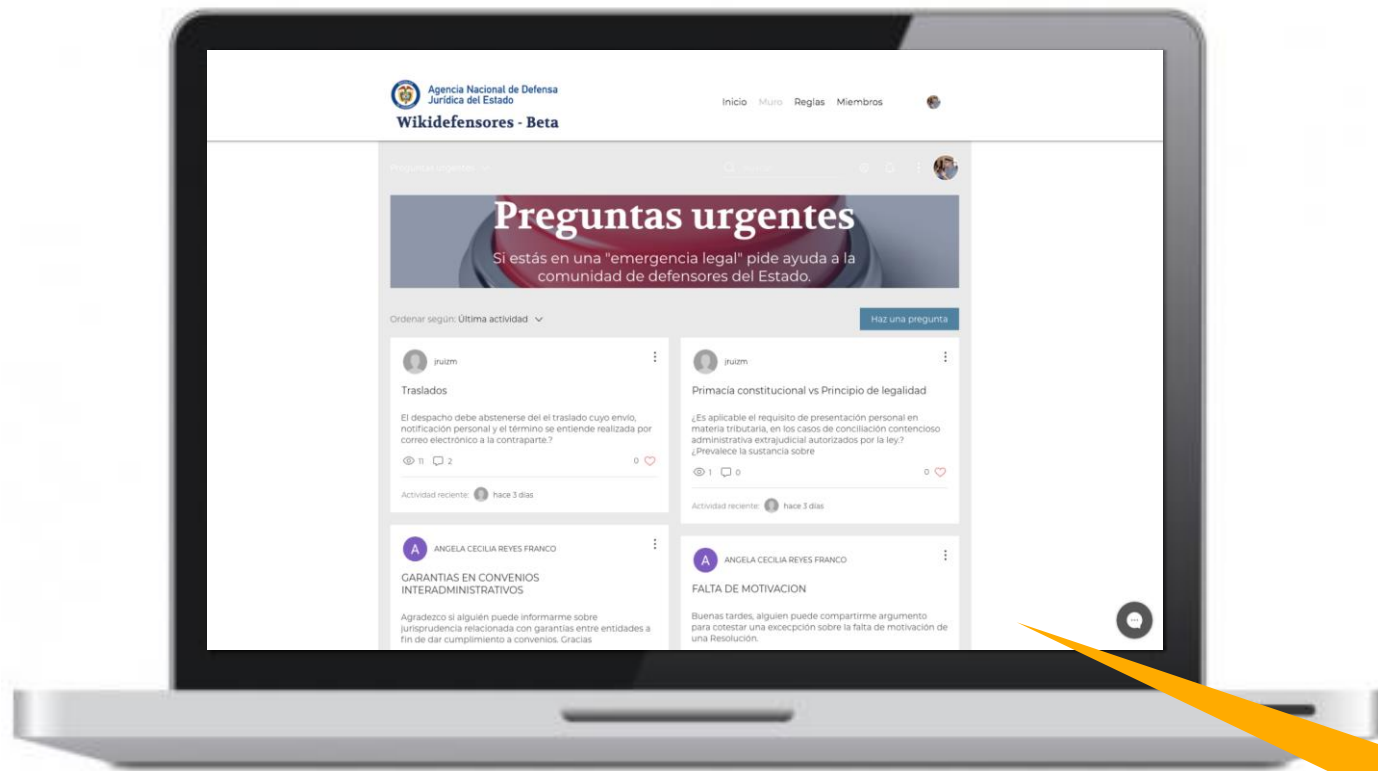 Agencia Nacional de Defensa
Jurídica del Estado
Wikidefensores - Beta
Inicio Muro Reglas Miembros
Preguntas urgentes
Preguntas urgentes
Si estás en una "emergencia legal" pide ayuda a la
comunidad de defensores del Estado.
Ordenar según: Última actividad
Haz una pregunta
jruizm
Traslados
El despacho debe abstenerse del el traslado cuyo envío,
notificación personal y el término se entiende realizada por
correo electrónico a la contraparte.?
11 2 0
Actividad reciente: hace 3 días
jruizm
Primacía constitucional vs Principio de legalidad
¿Es aplicable el requisito de presentación personal en
materia tributaria, en los casos de conciliación contencioso
administrativa extrajudicial autorizados por la ley.?
¿Prevalece la sustancia sobre
1 0 0
Actividad reciente: hace 3 días
A ANGELA CECILIA REYES FRANCO
GARANTIAS EN CONVENIOS
INTERADMINISTRATIVOS
Agradezco si alguién puede informarme sobre
jurisprudencia relacionada con garantías entre entidades a
fin de dar cumplimiento a convenios. Gracias
A ANGELA CECILIA REYES FRANCO
FALTA DE MOTIVACION
Buenas tardes, alguien puede compartirme argumento
para cotestar una excecpción sobre la falta de motivación de
una Resolución.